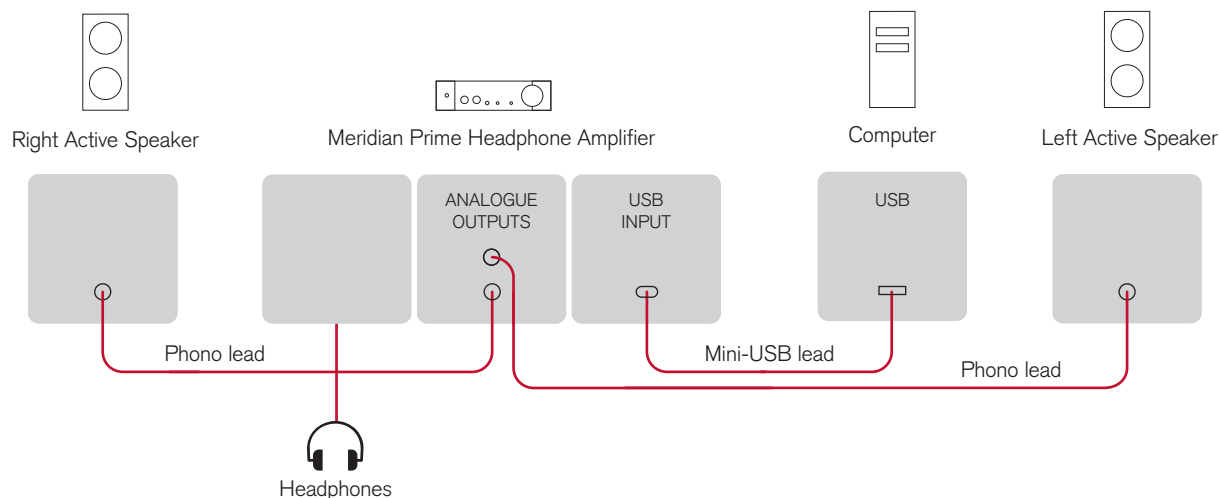 Right Active Speaker
Meridian Prime Headphone Amplifier
Computer
Left Active Speaker
ANALOGUE
OUTPUTS
USB
INPUT
USB
Phono lead
Mini-USB lead
Phono lead
Headphones